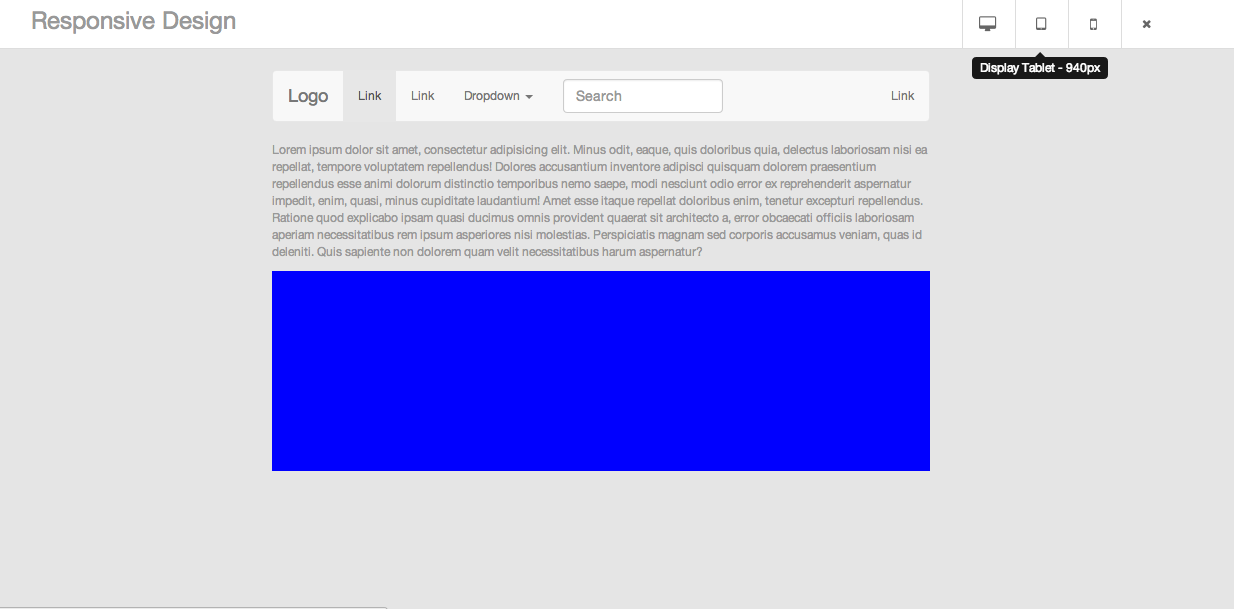 Responsive Design
Display Tablet - 940px
Logo Link Link Dropdown Search Link
Lorem ipsum dolor sit amet, consectetur adipisicing elit. Minus odit, eaque, quis doloribus quia, delectus laboriosam nisi ea
repellat, tempore voluptatem repellendus! Dolores accusantium inventore adipisci quisquam dolorem praesentium
repellendus esse animi dolorum distinctio temporibus nemo saepe, modi nesciunt odio error ex reprehenderit aspernatur
impedit, enim, quasi, minus cupiditate laudantium! Amet esse itaque repellat doloribus enim, tenetur excepturi repellendus.
Ratione quod explicabo ipsam quasi ducimus omnis provident quaerat sit architecto a, error obcaecati officiis laboriosam
aperiam necessitatibus rem ipsum asperiores nisi molestias. Perspiciatis magnam sed corporis accusamus veniam, quas id
deleniti. Quis sapiente non dolorem quam velit necessitatibus harum aspernatur?